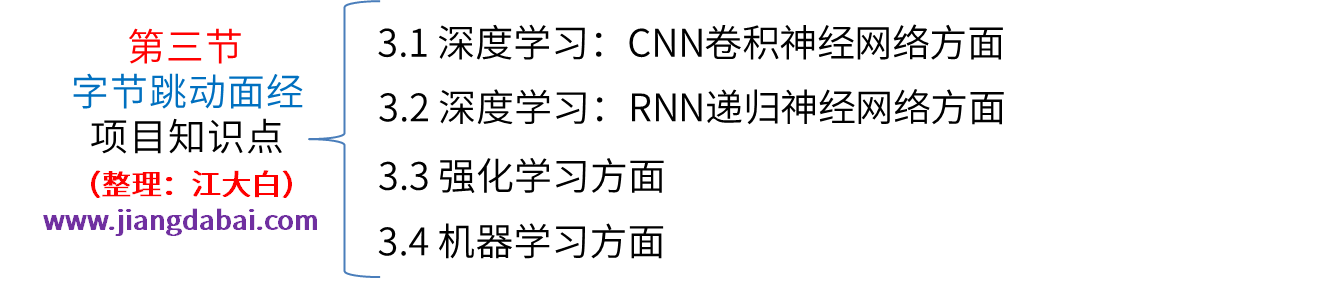 第三节
字节跳动面经
项目知识点
（整理：江大白）
www.jiangdabai.com
3.1 深度学习：CNN卷积神经网络方面
3.2 深度学习：RNN递归神经网络方面
3.3 强化学习方面
3.4 机器学习方面